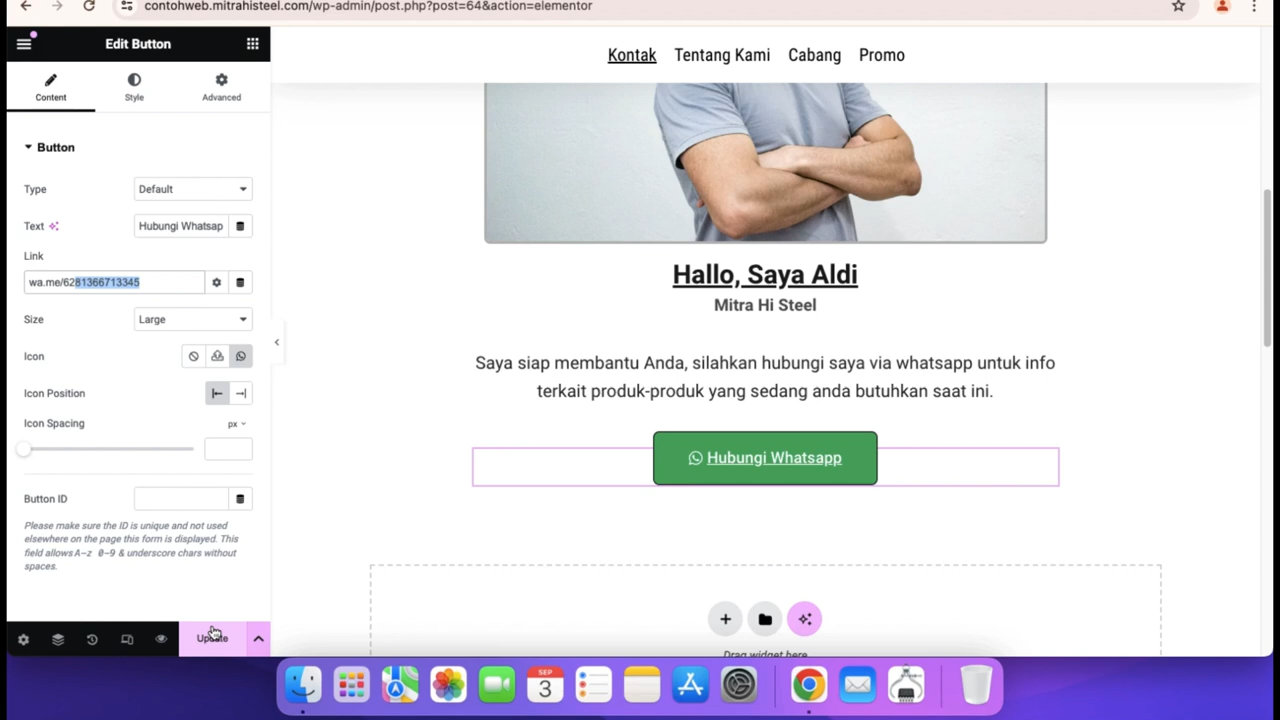 contohweb.mitrahisteel.com/wp-admin/post.php?post=64&action=elementor
Edit Button
Content
Style
Advanced
Button
Type
Default
Text
Hubungi Whatsap
Link
wa.me/6281366713345
Size
Large
Icon
Icon Position
Icon Spacing
px
Button ID
Please make sure the ID is unique and not used
elsewhere on the page this form is displayed. This
field allows A-z 0-9 & underscore chars without
spaces.
Update
Kontak
Tentang Kami
Cabang
Promo
Hallo, Saya Aldi
Mitra Hi Steel
Saya siap membantu Anda, silahkan hubungi saya via whatsapp untuk info
terkait produk-produk yang sedang anda butuhkan saat ini.
Hubungi Whatsapp
Drag widget here
SEP
3